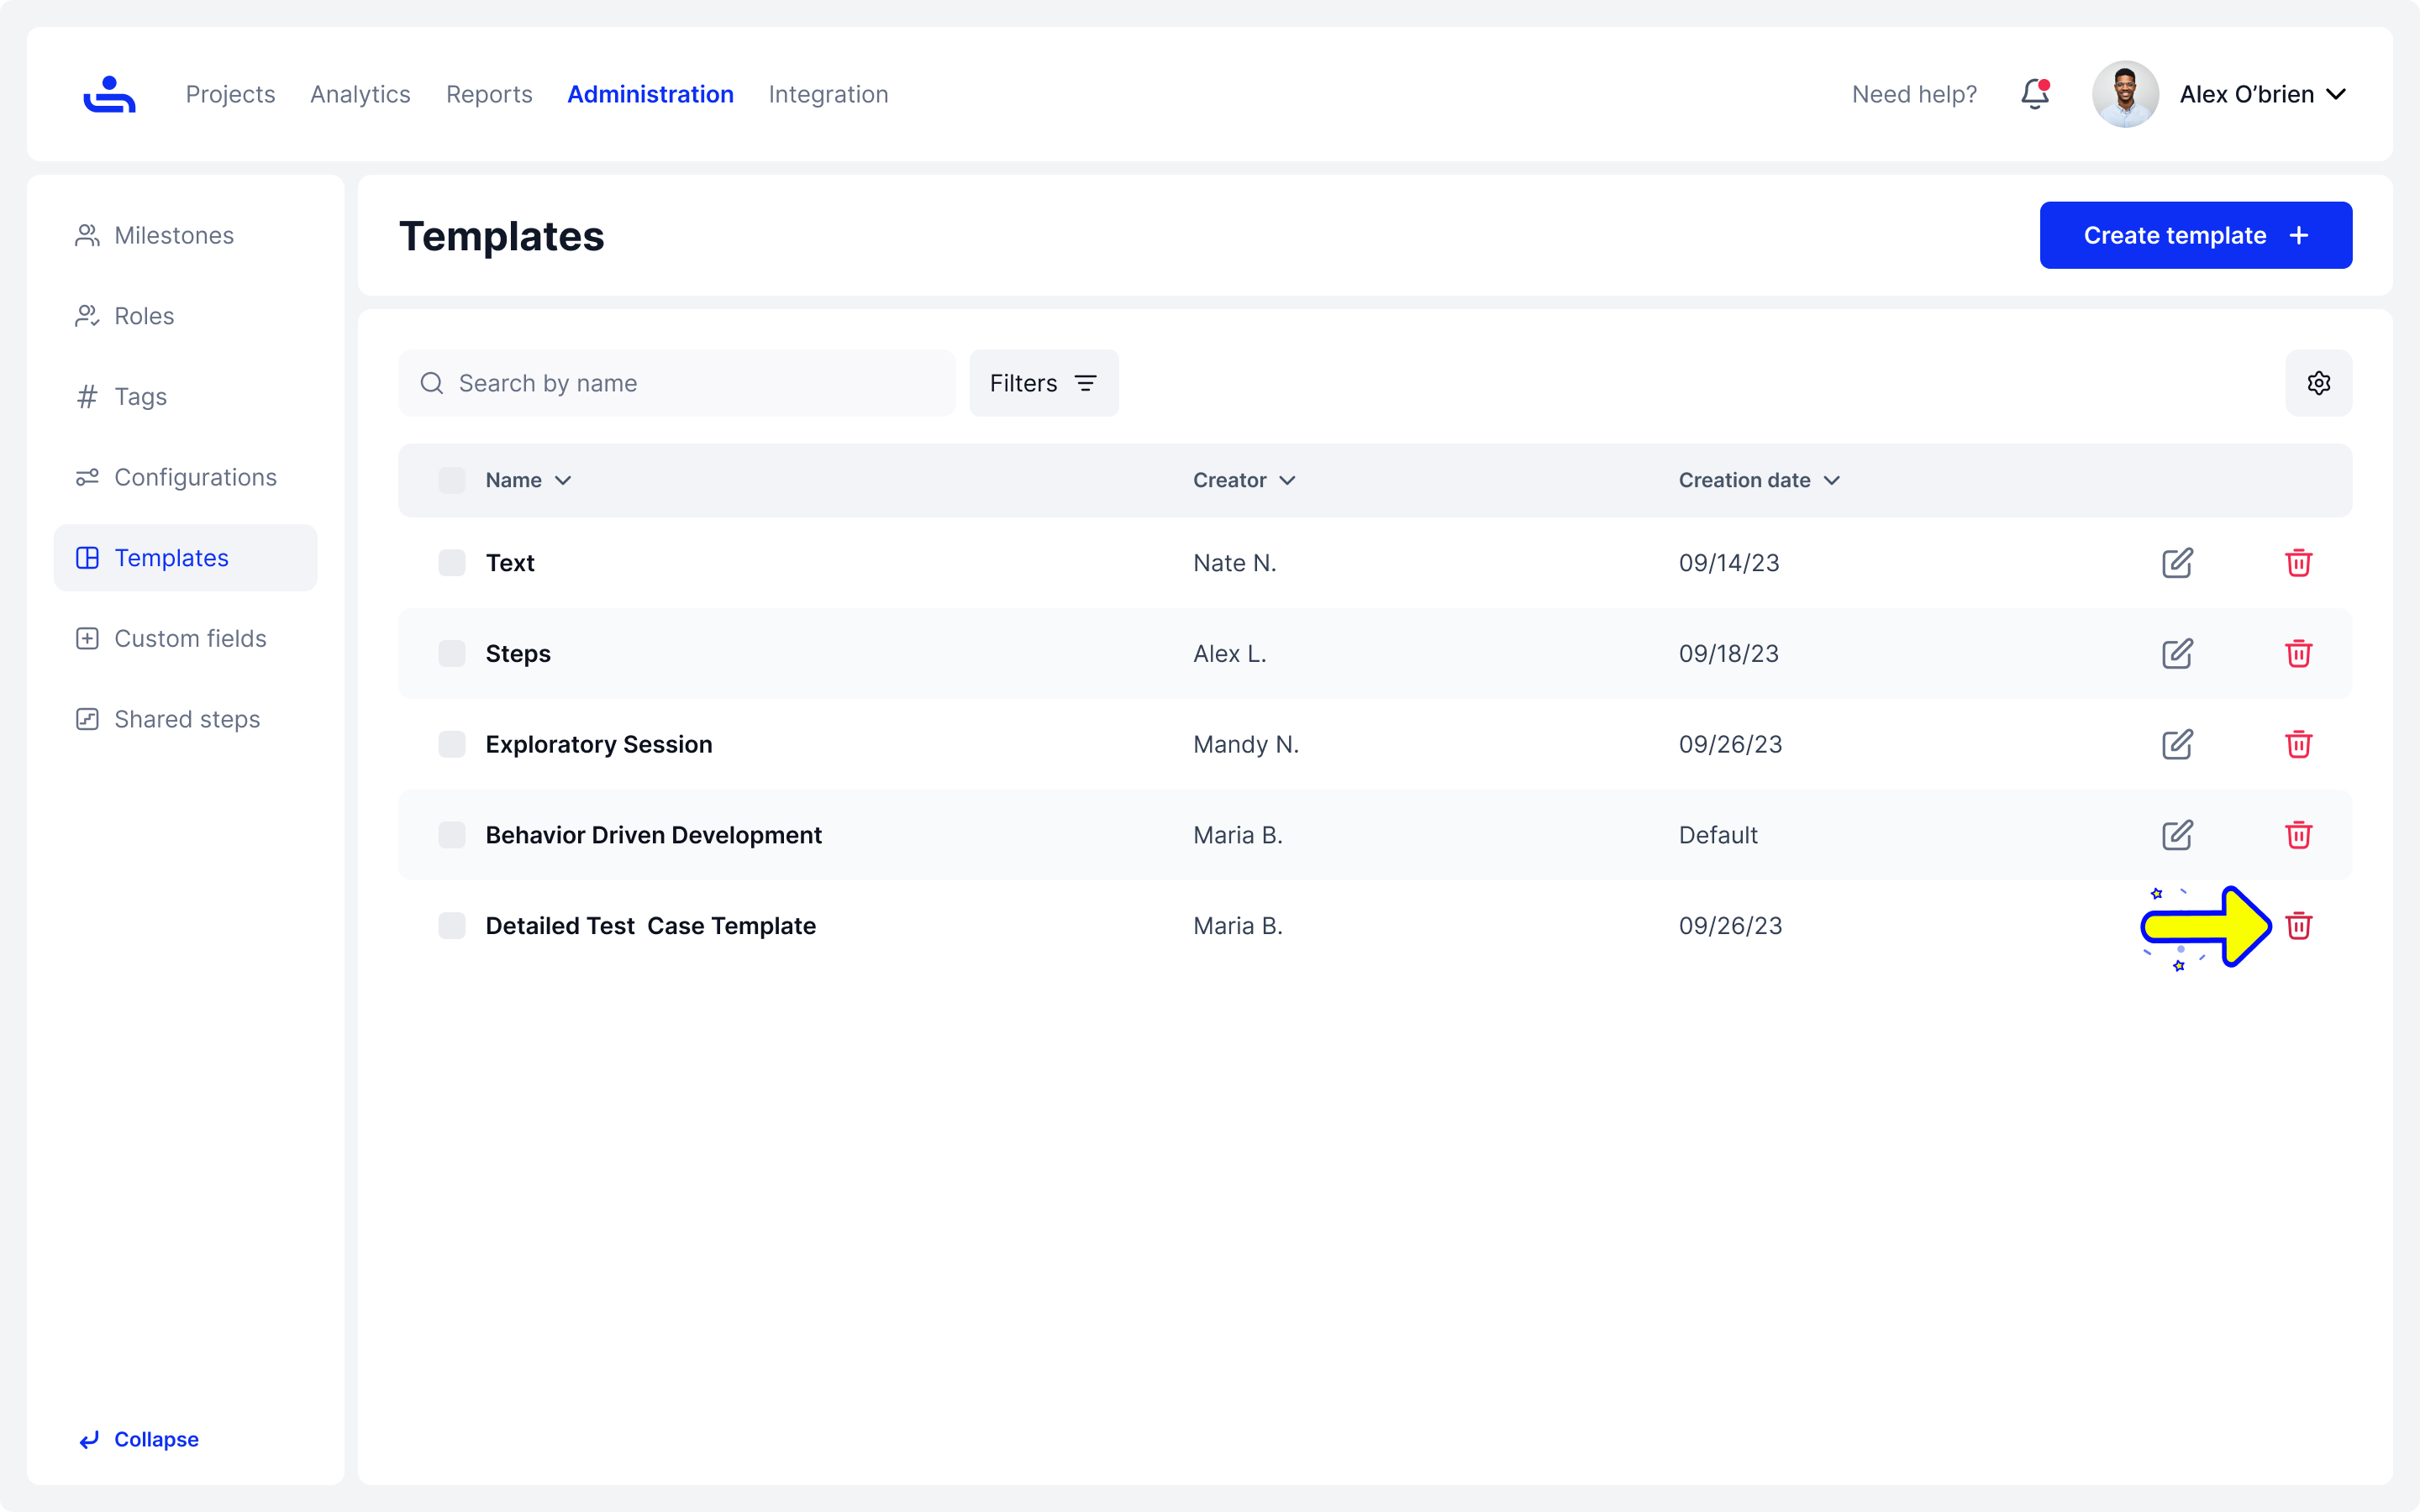 Projects Analytics Reports Administration Integration Need help? Alex O’brien
Milestones
Roles
Tags
Configurations
Templates
Custom fields
Shared steps
Collapse
Templates
Create template
Search by name Filters
Name Creator Creation date
Text Nate N. 09/14/23
Steps Alex L. 09/18/23
Exploratory Session Mandy N. 09/26/23
Behavior Driven Development Maria B. Default
Detailed Test  Case Template Maria B. 09/26/23